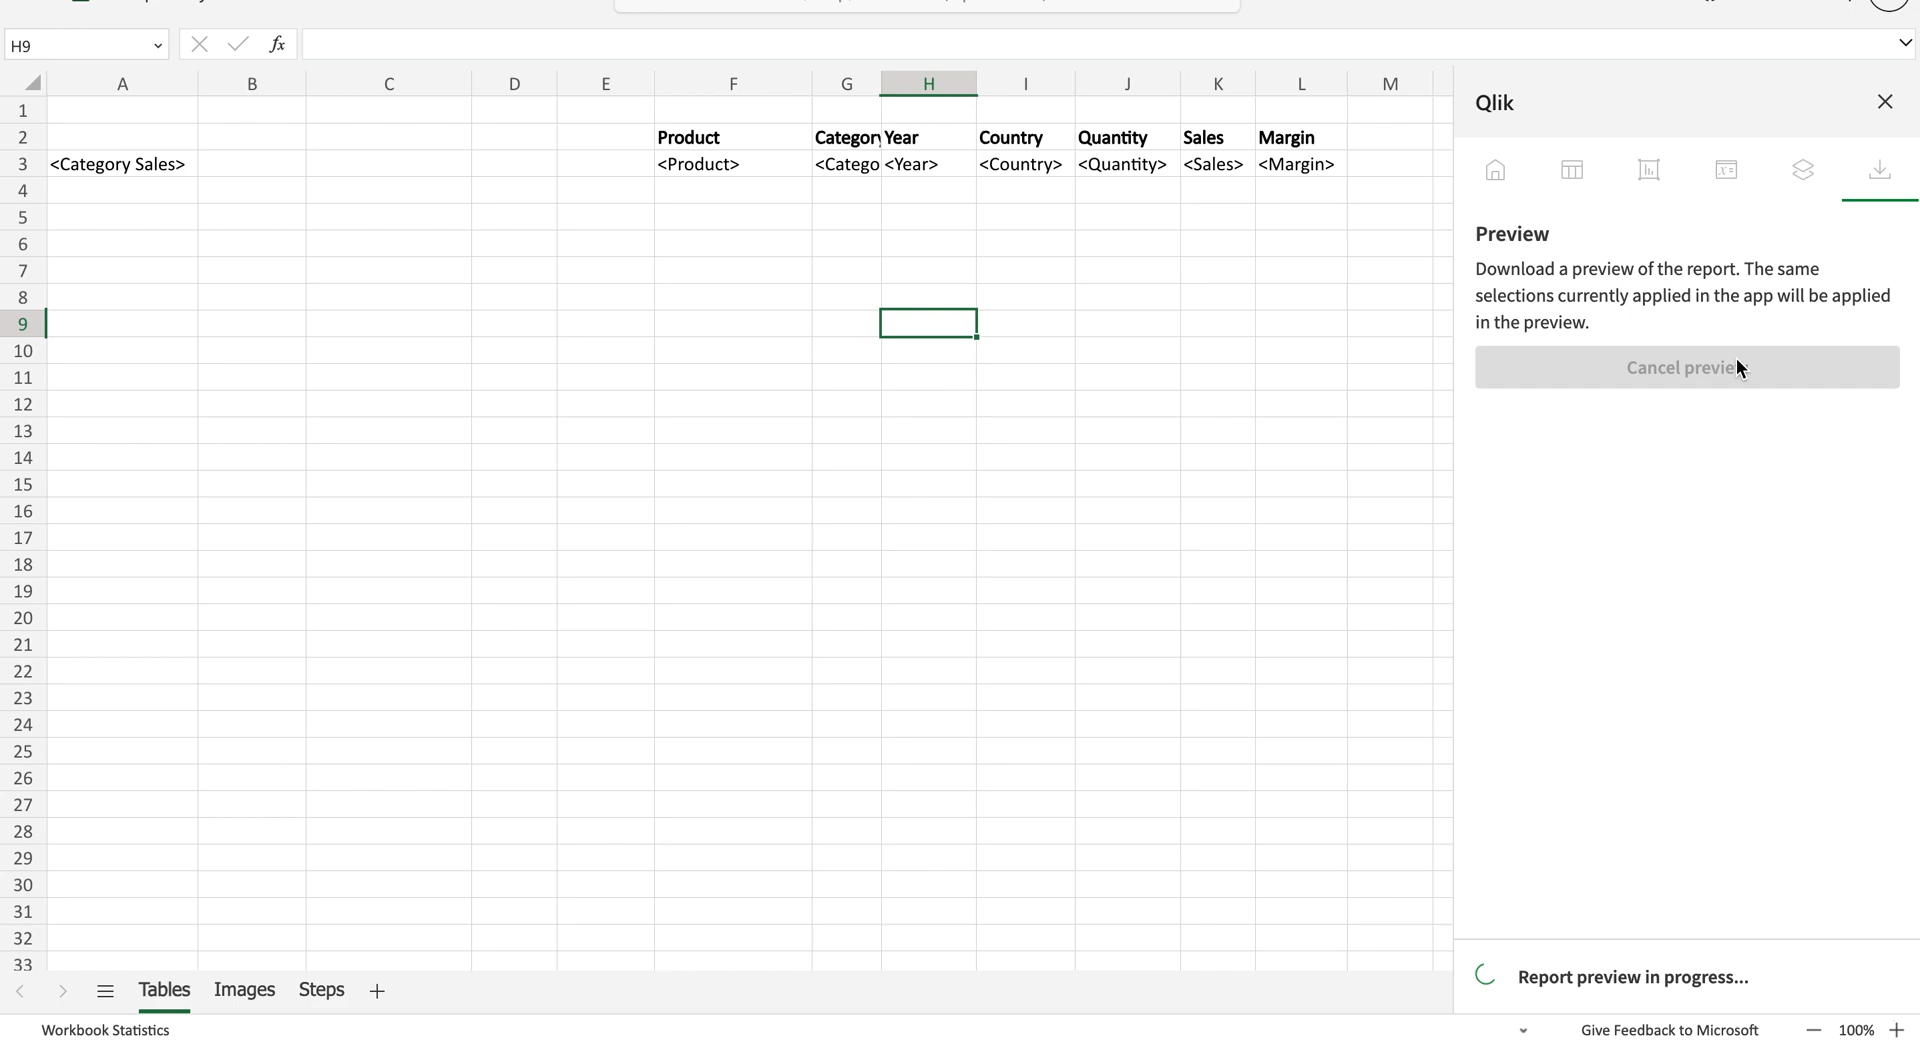 H9
fx
A B C D E F G H I J K L M
1
2 Product Category Year Country Quantity Sales Margin
3 <Category Sales> <Product> <Catego <Year> <Country> <Quantity> <Sales> <Margin>
4
5
6
7
8
9
10
11
12
13
14
15
16
17
18
19
20
21
22
23
24
25
26
27
28
29
30
31
32
33
Qlik
Preview
Download a preview of the report. The same
selections currently applied in the app will be applied
in the preview.
Cancel preview
Report preview in progress...
Tables Images Steps
Workbook Statistics
Give Feedback to Microsoft
100%